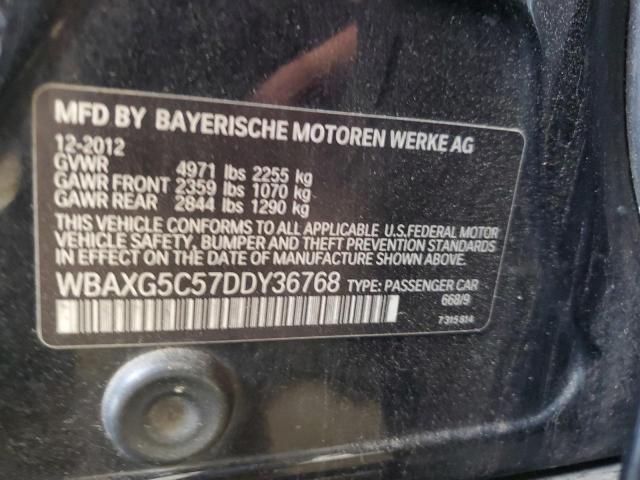 MFD BY BAYERISCHE MOTOREN WERKE AG
12-2012
GVWR 4971 lbs 2255 kg
GAWR FRONT 2359 lbs 1070 kg
GAWR REAR 2844 lbs 1290 kg
THIS VEHICLE CONFORMS TO ALL APPLICABLE U.S.FEDERAL MOTOR
VEHICLE SAFETY, BUMPER AND THEFT PREVENTION STANDARDS
IN EFFECT ON THE DATE OF MANUFACTURE SHOWN ABOVE.
WBAXG5C57DDY36768 TYPE: PASSENGER CAR
668/9
7315814